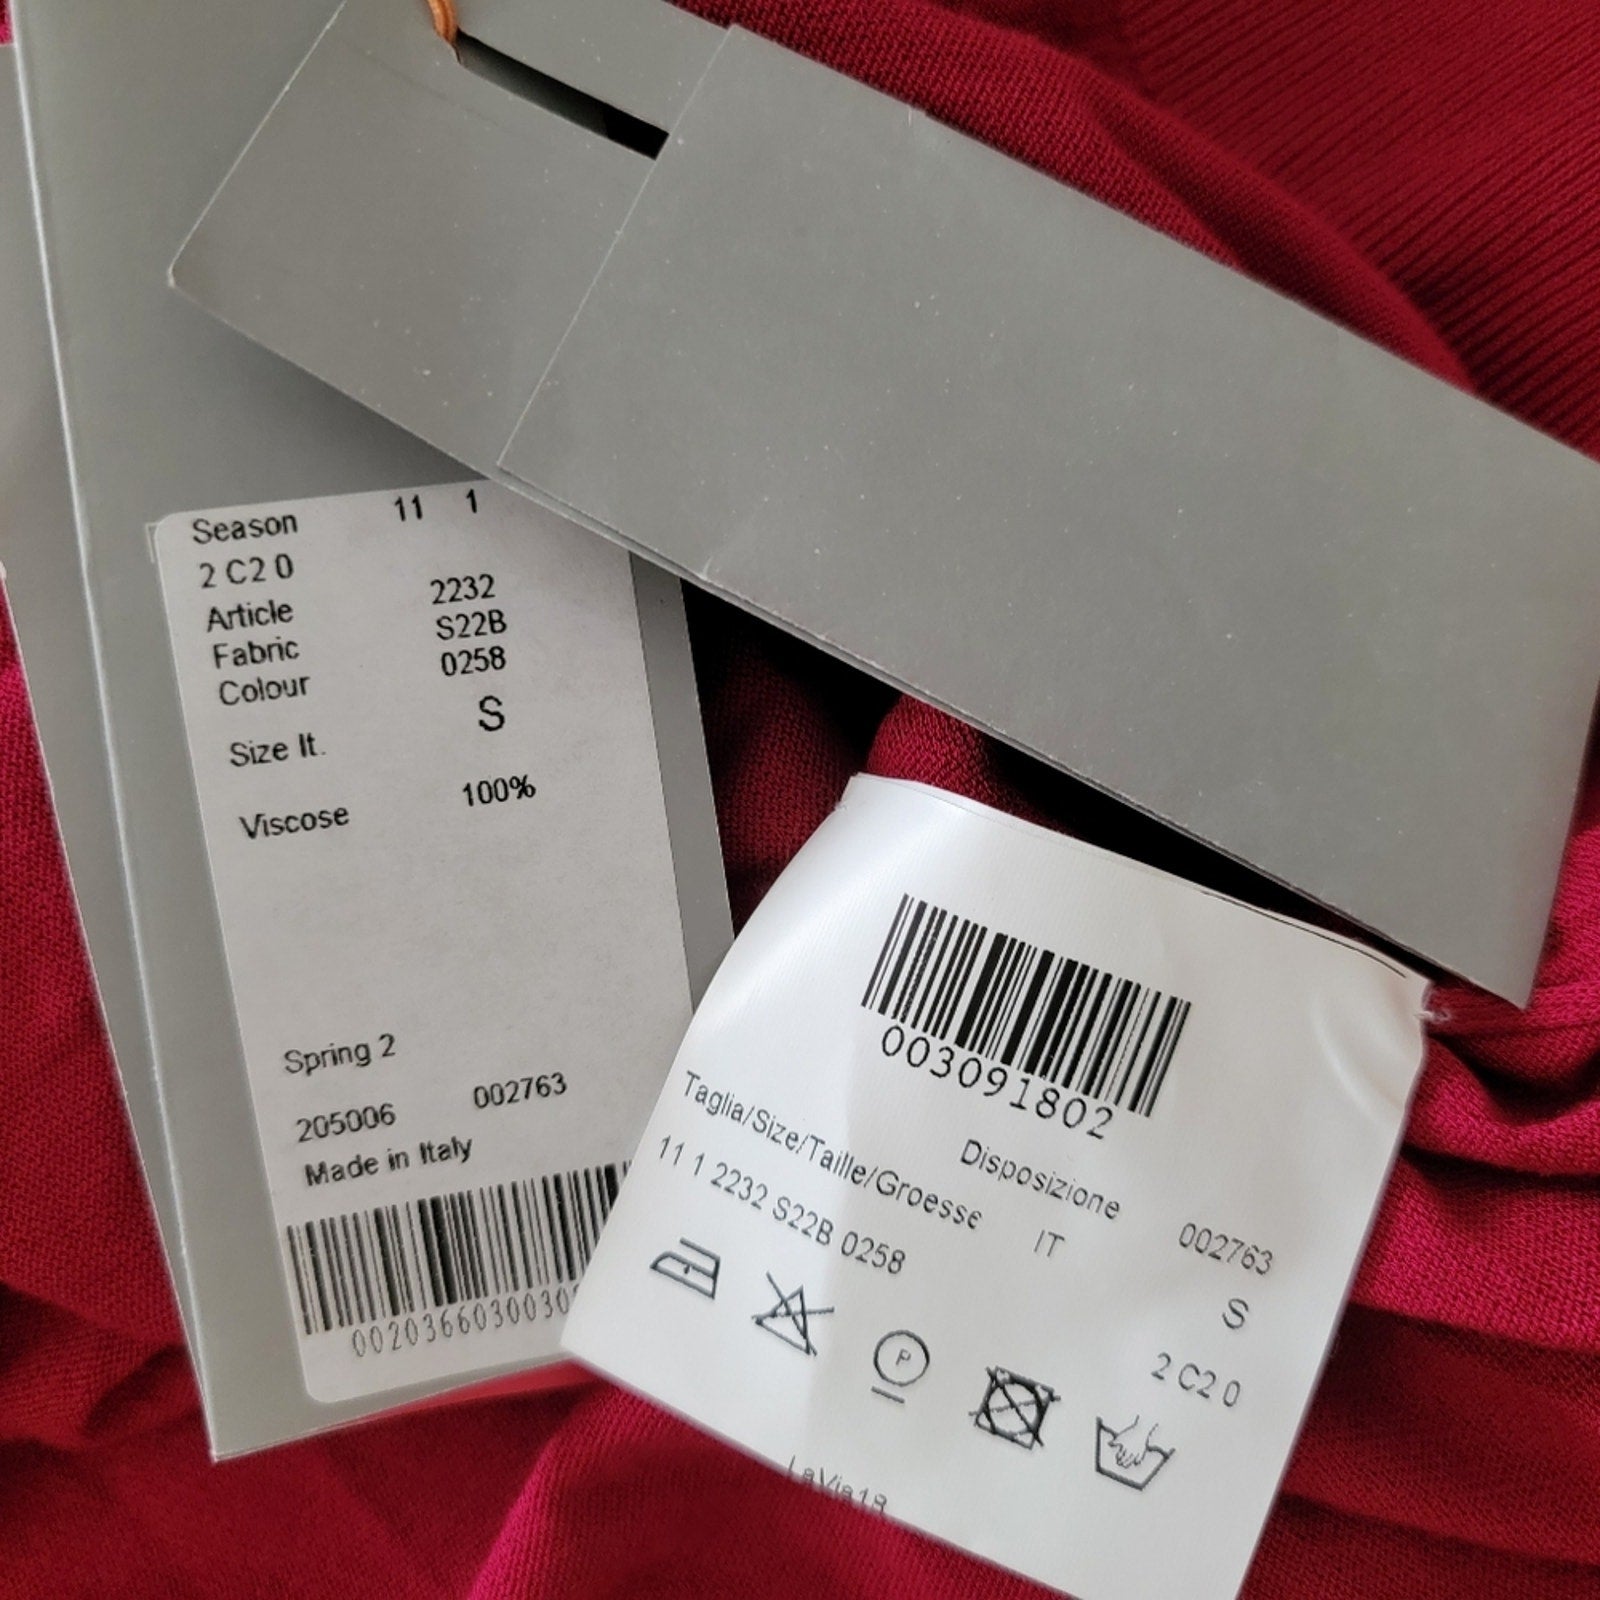 Season 11 1
2 C2 0
Article 2232
Fabric S22B
Colour 0258
Size It. S
Viscose 100%
Spring 2
205006 002763
Made in Italy
0020366030030
003091802
Disposizione 002763
Taglia/Size/Taille/Groesse IT S
11 1 2232 S22B 0258 2 C2 0
P
LaVia18